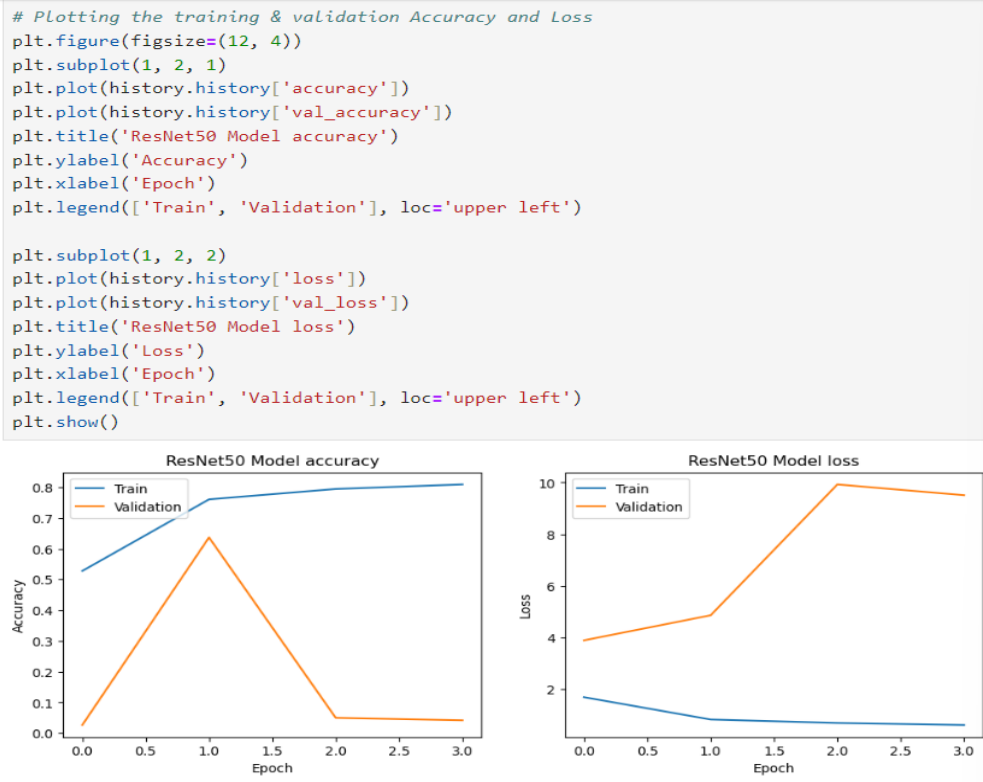 # Plotting the training & validation Accuracy and Loss
plt.figure(figsize=(12, 4))
plt.subplot(1, 2, 1)
plt.plot(history.history['accuracy'])
plt.plot(history.history['val_accuracy'])
plt.title('ResNet50 Model accuracy')
plt.ylabel('Accuracy')
plt.xlabel('Epoch')
plt.legend(['Train', 'Validation'], loc='upper left')
plt.subplot(1, 2, 2)
plt.plot(history.history['loss'])
plt.plot(history.history['val_loss'])
plt.title('ResNet50 Model loss')
plt.ylabel('Loss')
plt.xlabel('Epoch')
plt.legend(['Train', 'Validation'], loc='upper left')
plt.show()
ResNet50 Model accuracy
Train
Validation
0.8
0.7
0.6
0.5
0.4
0.3
0.2
0.1
0.0
Accuracy
0.0 0.5 1.0 1.5 2.0 2.5 3.0
Epoch
ResNet50 Model loss
Train
Validation
10
8
6
4
2
Loss
0.0 0.5 1.0 1.5 2.0 2.5 3.0
Epoch